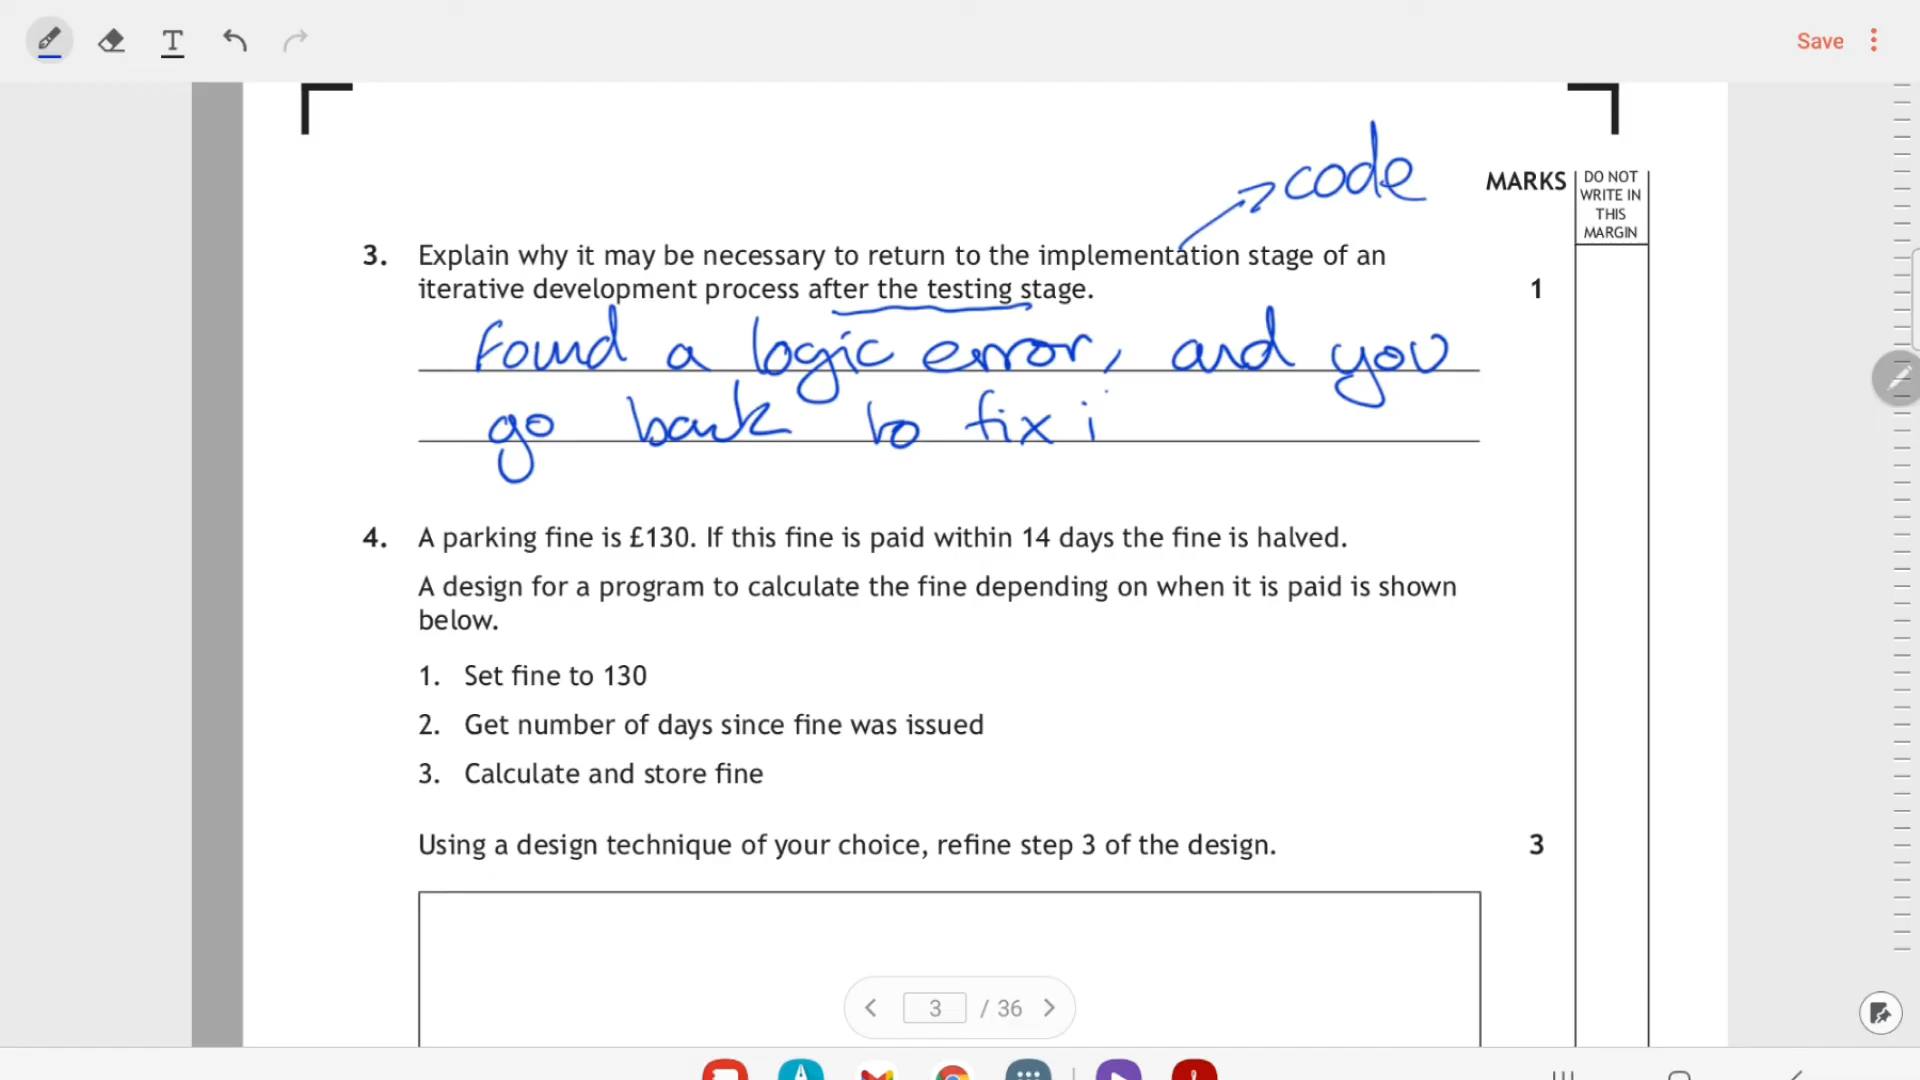 Save
code
MARKS
DO NOT
WRITE IN
THIS
MARGIN
3. Explain why it may be necessary to return to the implementation stage of an
iterative development process after the testing stage.
1
Found a logic error, and you
go back to fix i
4. A parking fine is £130. If this fine is paid within 14 days the fine is halved.
A design for a program to calculate the fine depending on when it is paid is shown
below.
1. Set fine to 130
2. Get number of days since fine was issued
3. Calculate and store fine
Using a design technique of your choice, refine step 3 of the design.
3
3 / 36